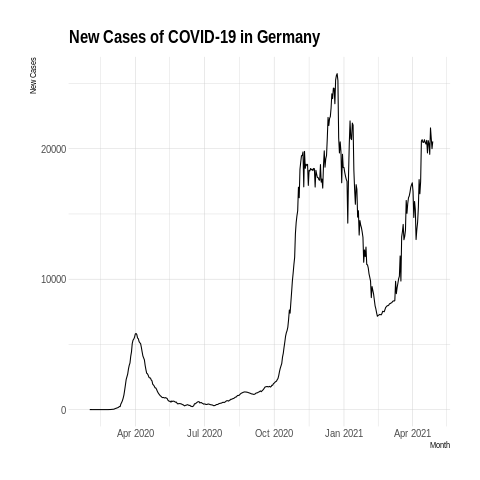 New Cases of COVID-19 in Germany
New Cases
20000
10000
0
Apr 2020 Jul 2020 Oct 2020 Jan 2021 Apr 2021
Month